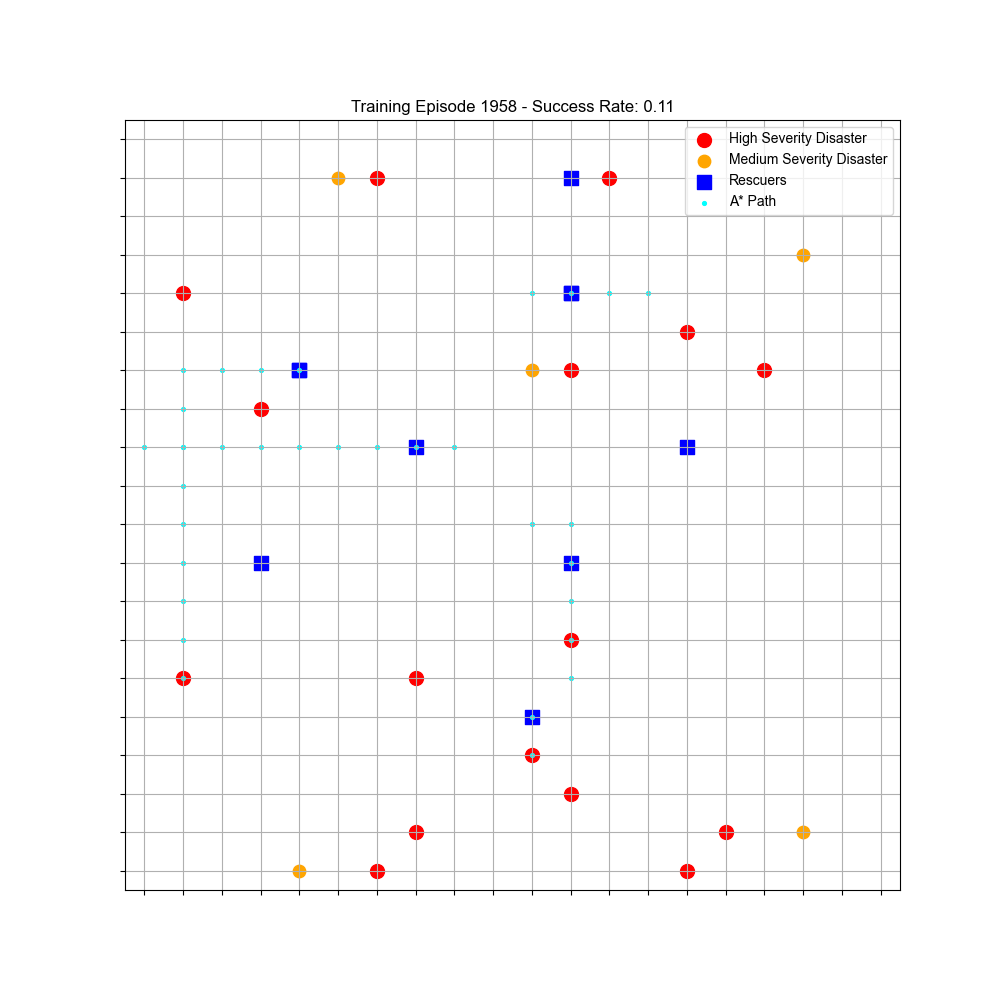 Training Episode 1958 - Success Rate: 0.11
High Severity Disaster
Medium Severity Disaster
Rescuers
A* Path